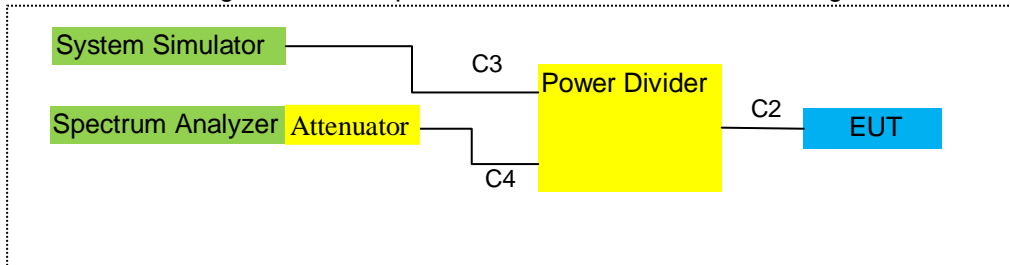 System Simulator
C3
Power Divider
C2
EUT
Spectrum Analyzer
Attenuator
C4